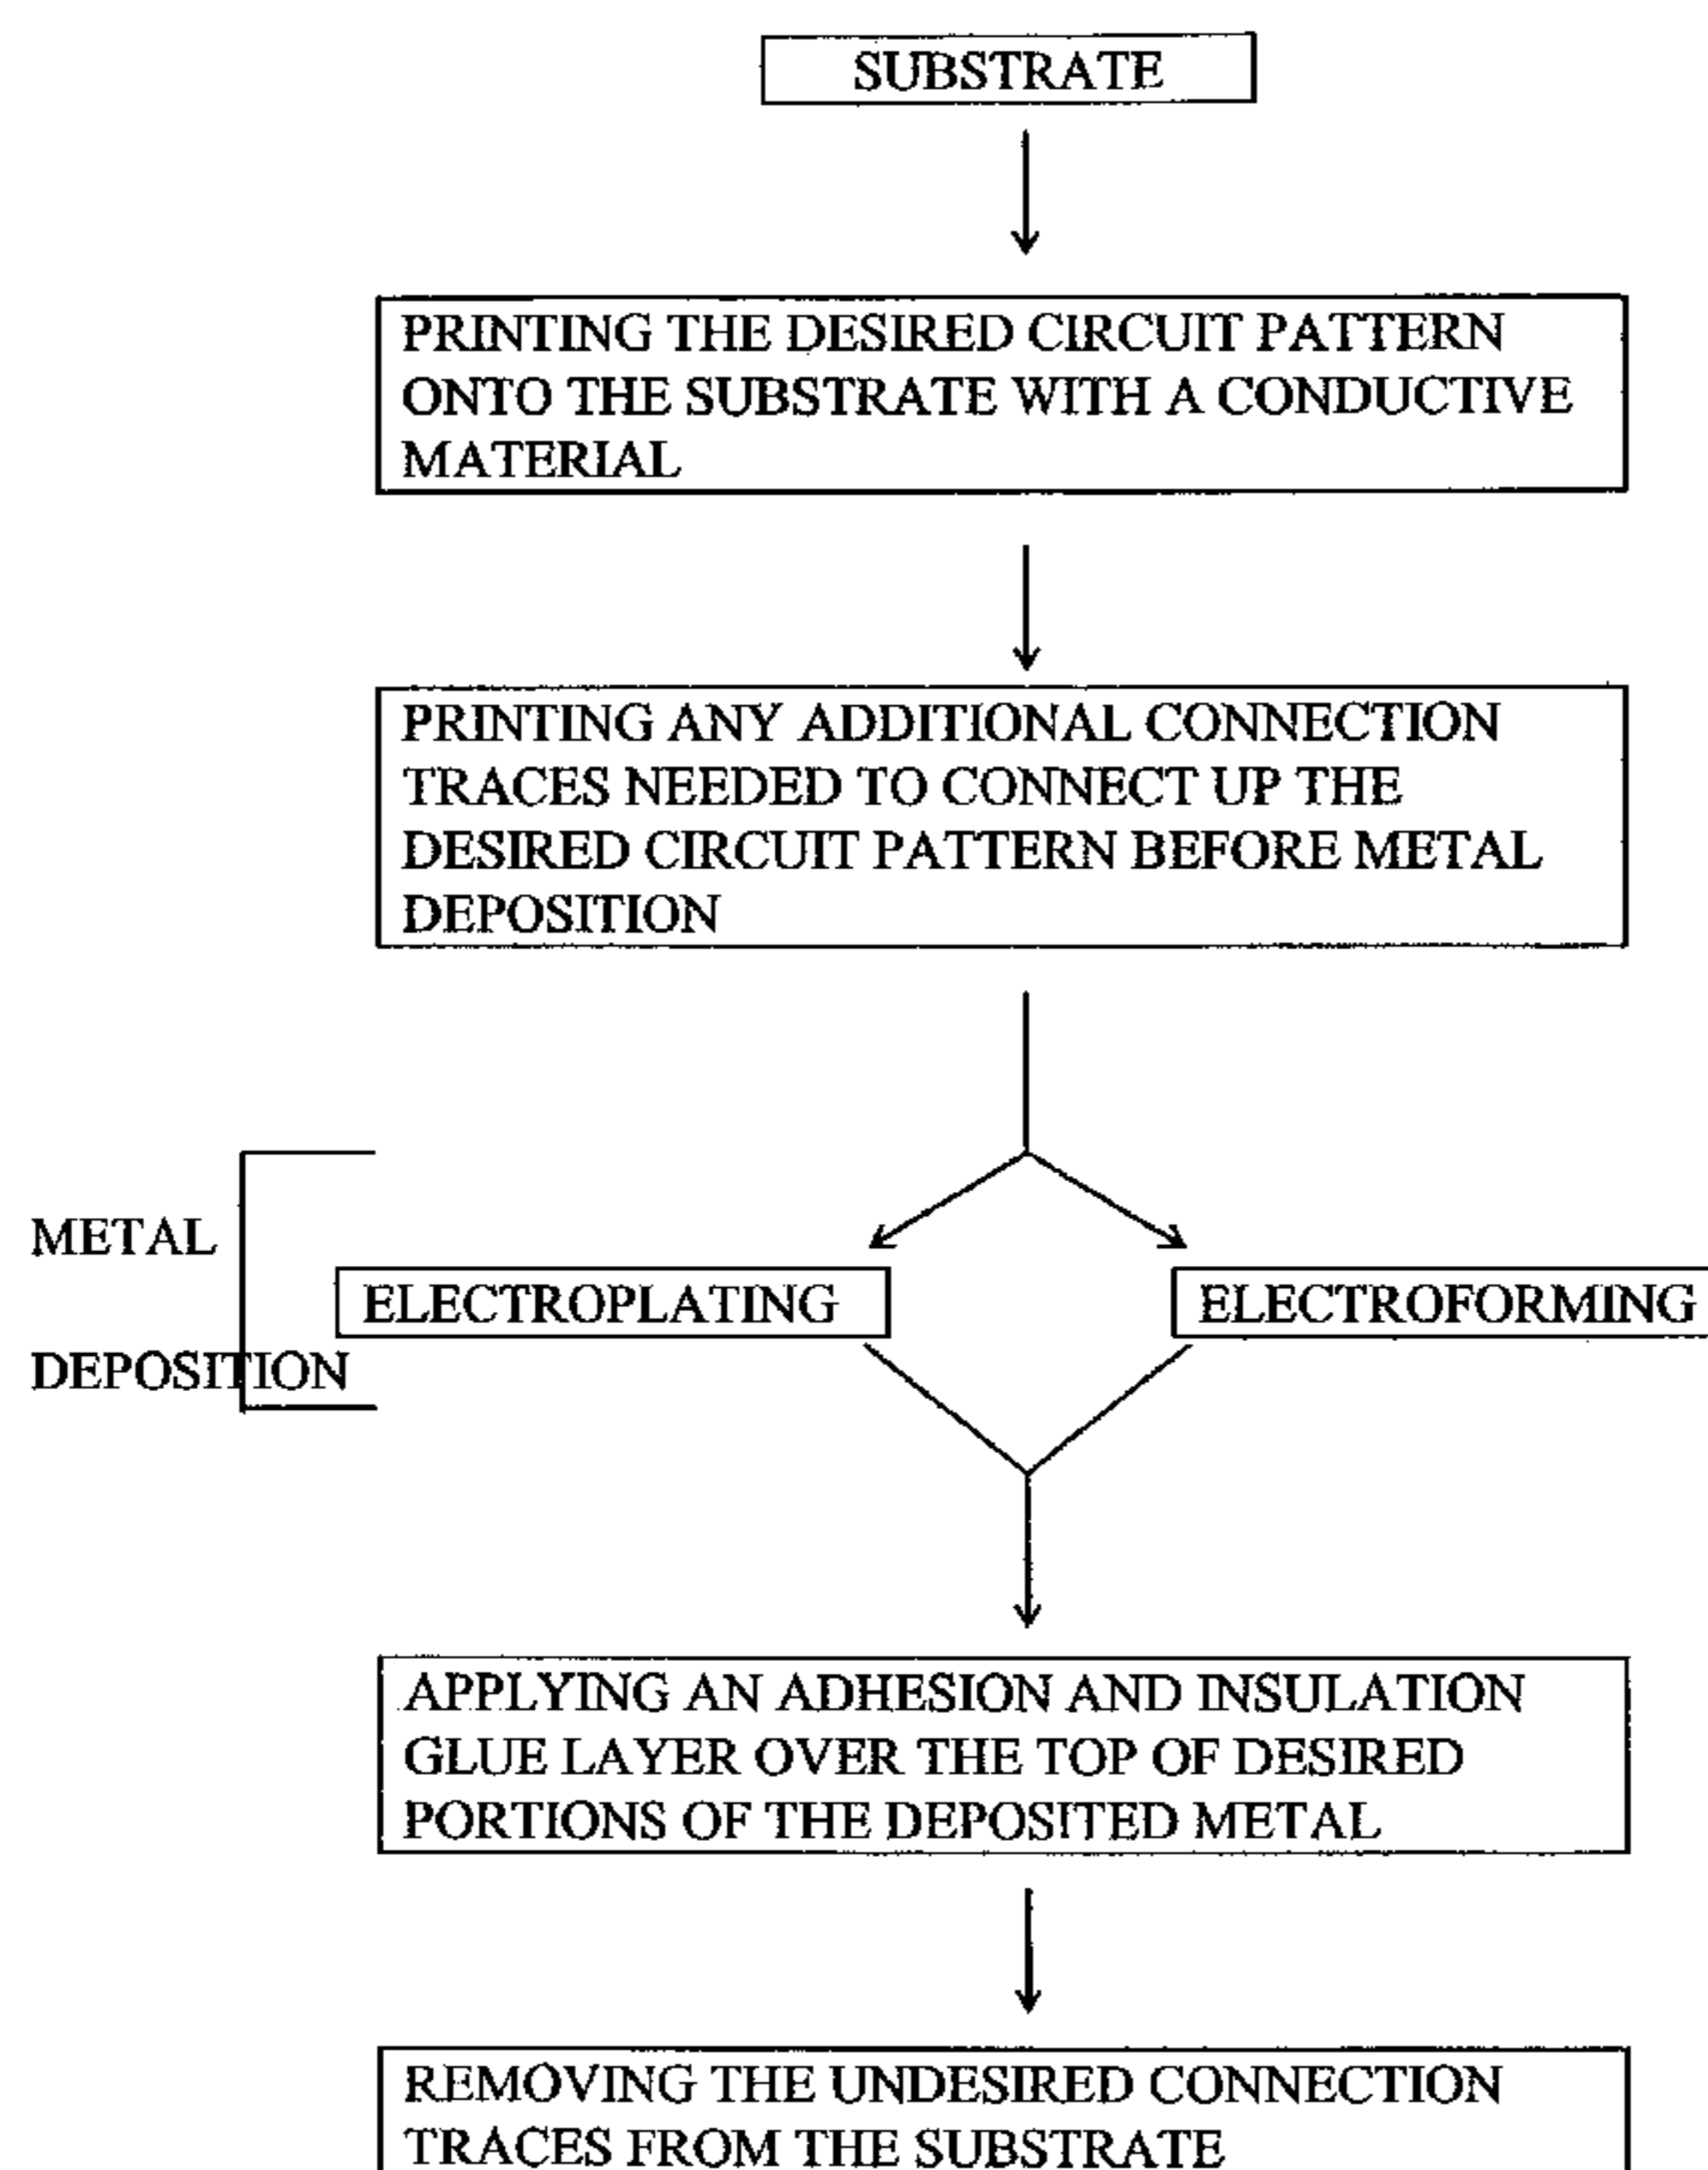 SUBSTRATE
PRINTING THE DESIRED CIRCUIT PATTERN
ONTO THE SUBSTRATE WITH A CONDUCTIVE
MATERIAL
PRINTING ANY ADDITIONAL CONNECTION
TRACES NEEDED TO CONNECT UP THE
DESIRED CIRCUIT PATTERN BEFORE METAL
DEPOSITION
METAL
DEPOSITION
ELECTROPLATING
ELECTROFORMING
APPLYING AN ADHESION AND INSULATION
GLUE LAYER OVER THE TOP OF DESIRED
PORTIONS OF THE DEPOSITED METAL
REMOVING THE UNDESIRED CONNECTION
TRACES FROM THE SUBSTRATE